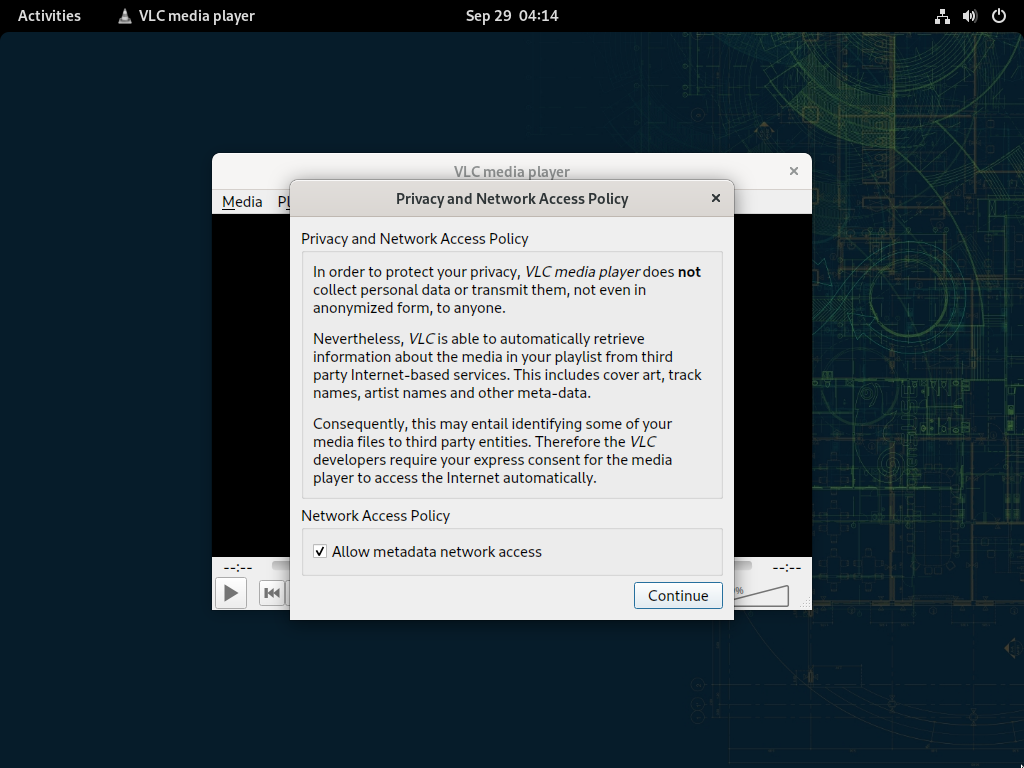 Activities
VLC media player
Sep 29 04:14
VLC media player
Media
Privacy and Network Access Policy
Privacy and Network Access Policy
In order to protect your privacy, VLC media player does not
collect personal data or transmit them, not even in
anonymized form, to anyone.
Nevertheless, VLC is able to automatically retrieve
information about the media in your playlist from third
party Internet-based services. This includes cover art, track
names, artist names and other meta-data.
Consequently, this may entail identifying some of your
media files to third party entities. Therefore the VLC
developers require your express consent for the media
player to access the Internet automatically.
Network Access Policy
Allow metadata network access
--:--
--:--
Continue